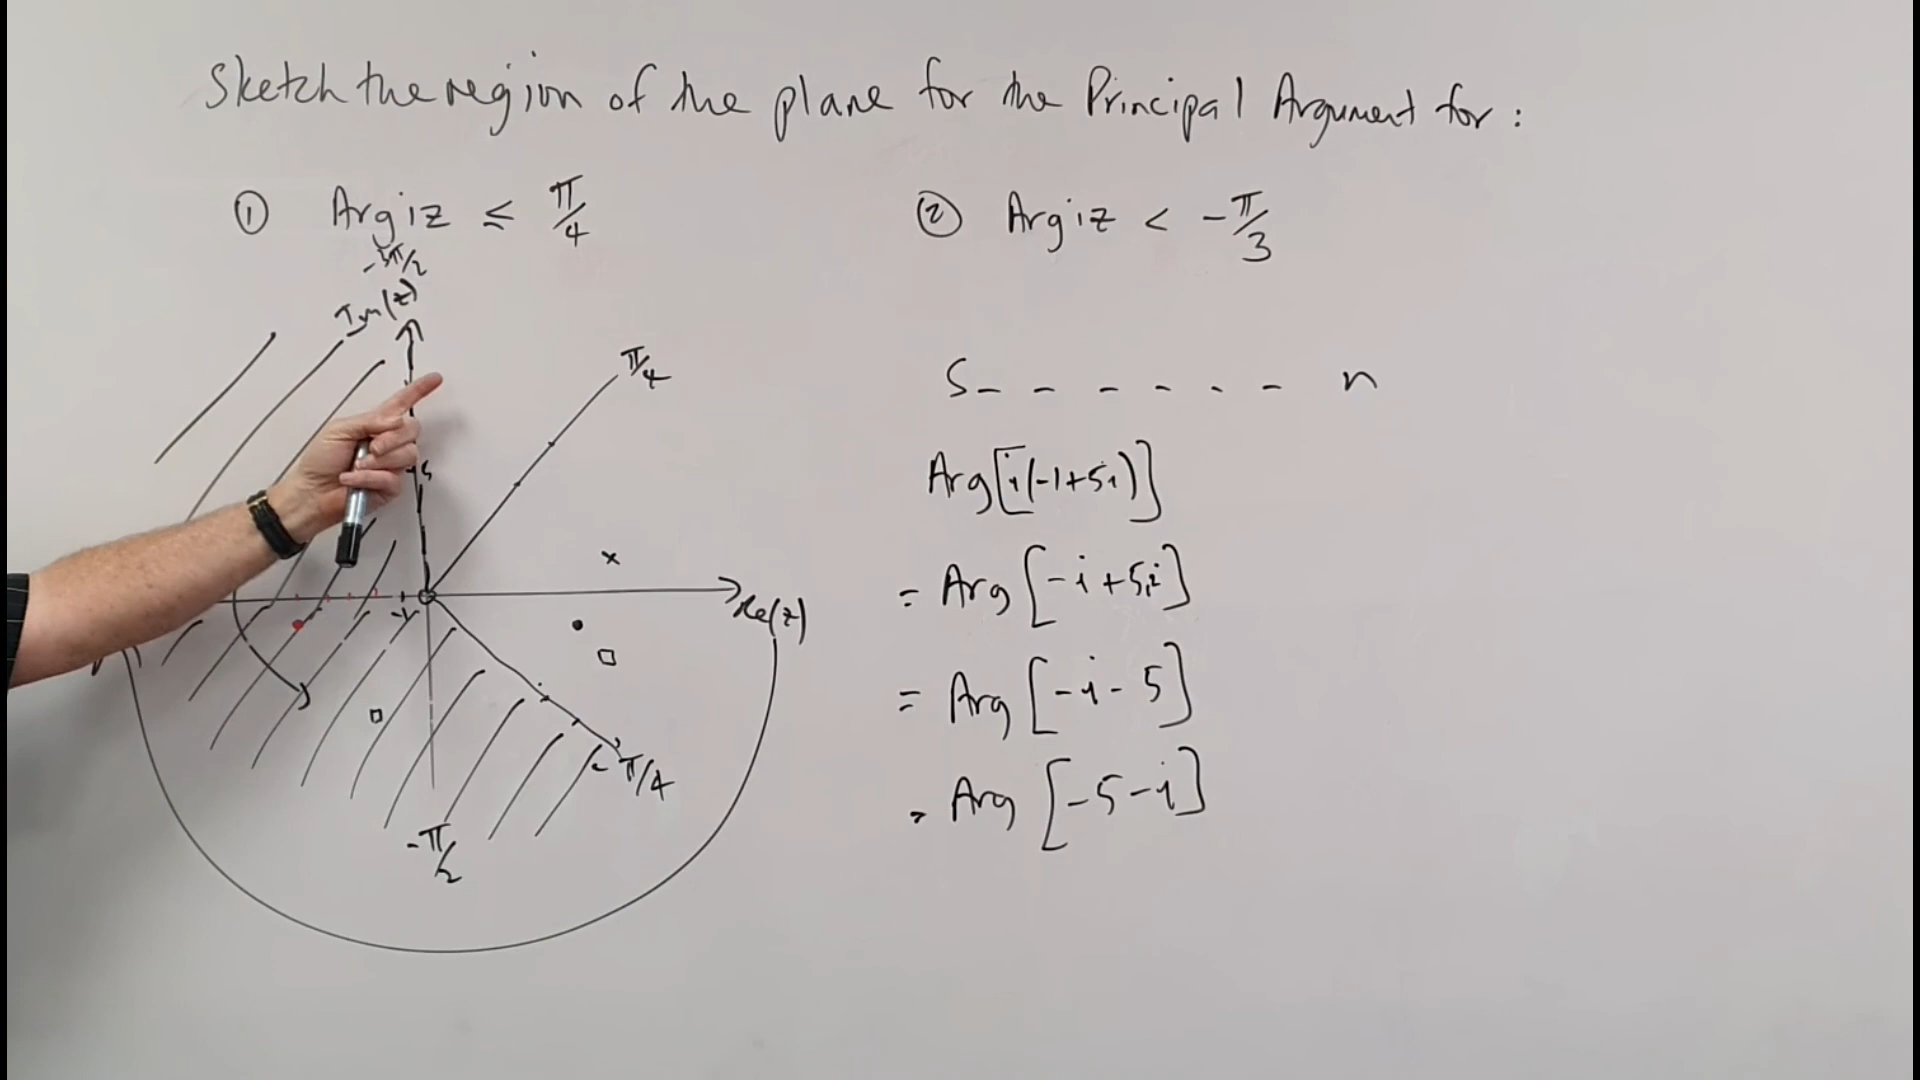 Sketch the region of the plane for the Principal Argument for:
① Arg iz ≤ π/4
② Arg iz < -π/3
-3π/2
Im(z)
π/4
S _ _ _ _ _ _ n
Arg[i(-1+5i)]
5
= Arg[-i+5i²]
-1
Re(z)
= Arg[-i-5]
-π/4
= Arg[-5-i]
-π/2